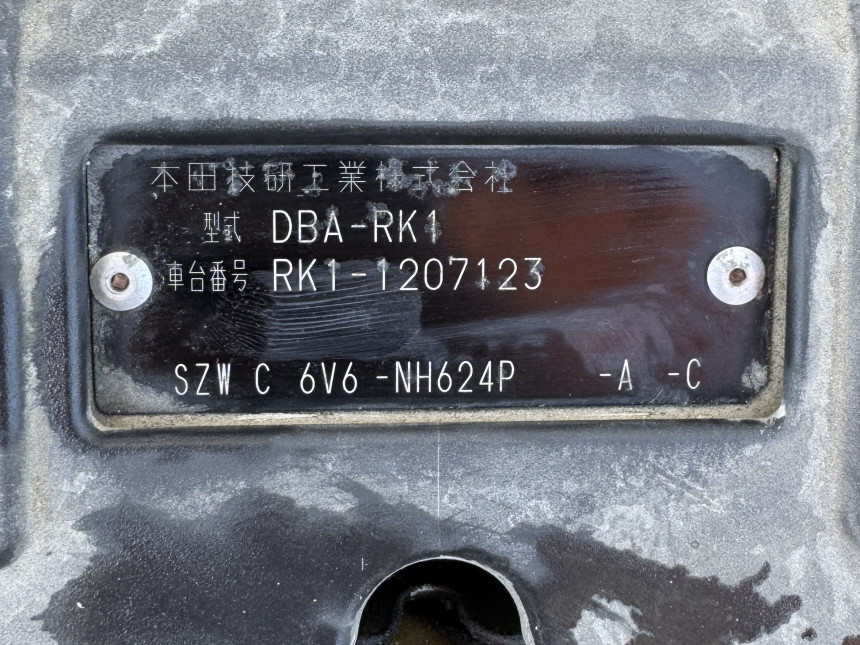 本田技研工業株式会社
型式 DBA-RK1
車台番号 RK1-1207123
SZW C 6V6 -NH624P -A -C